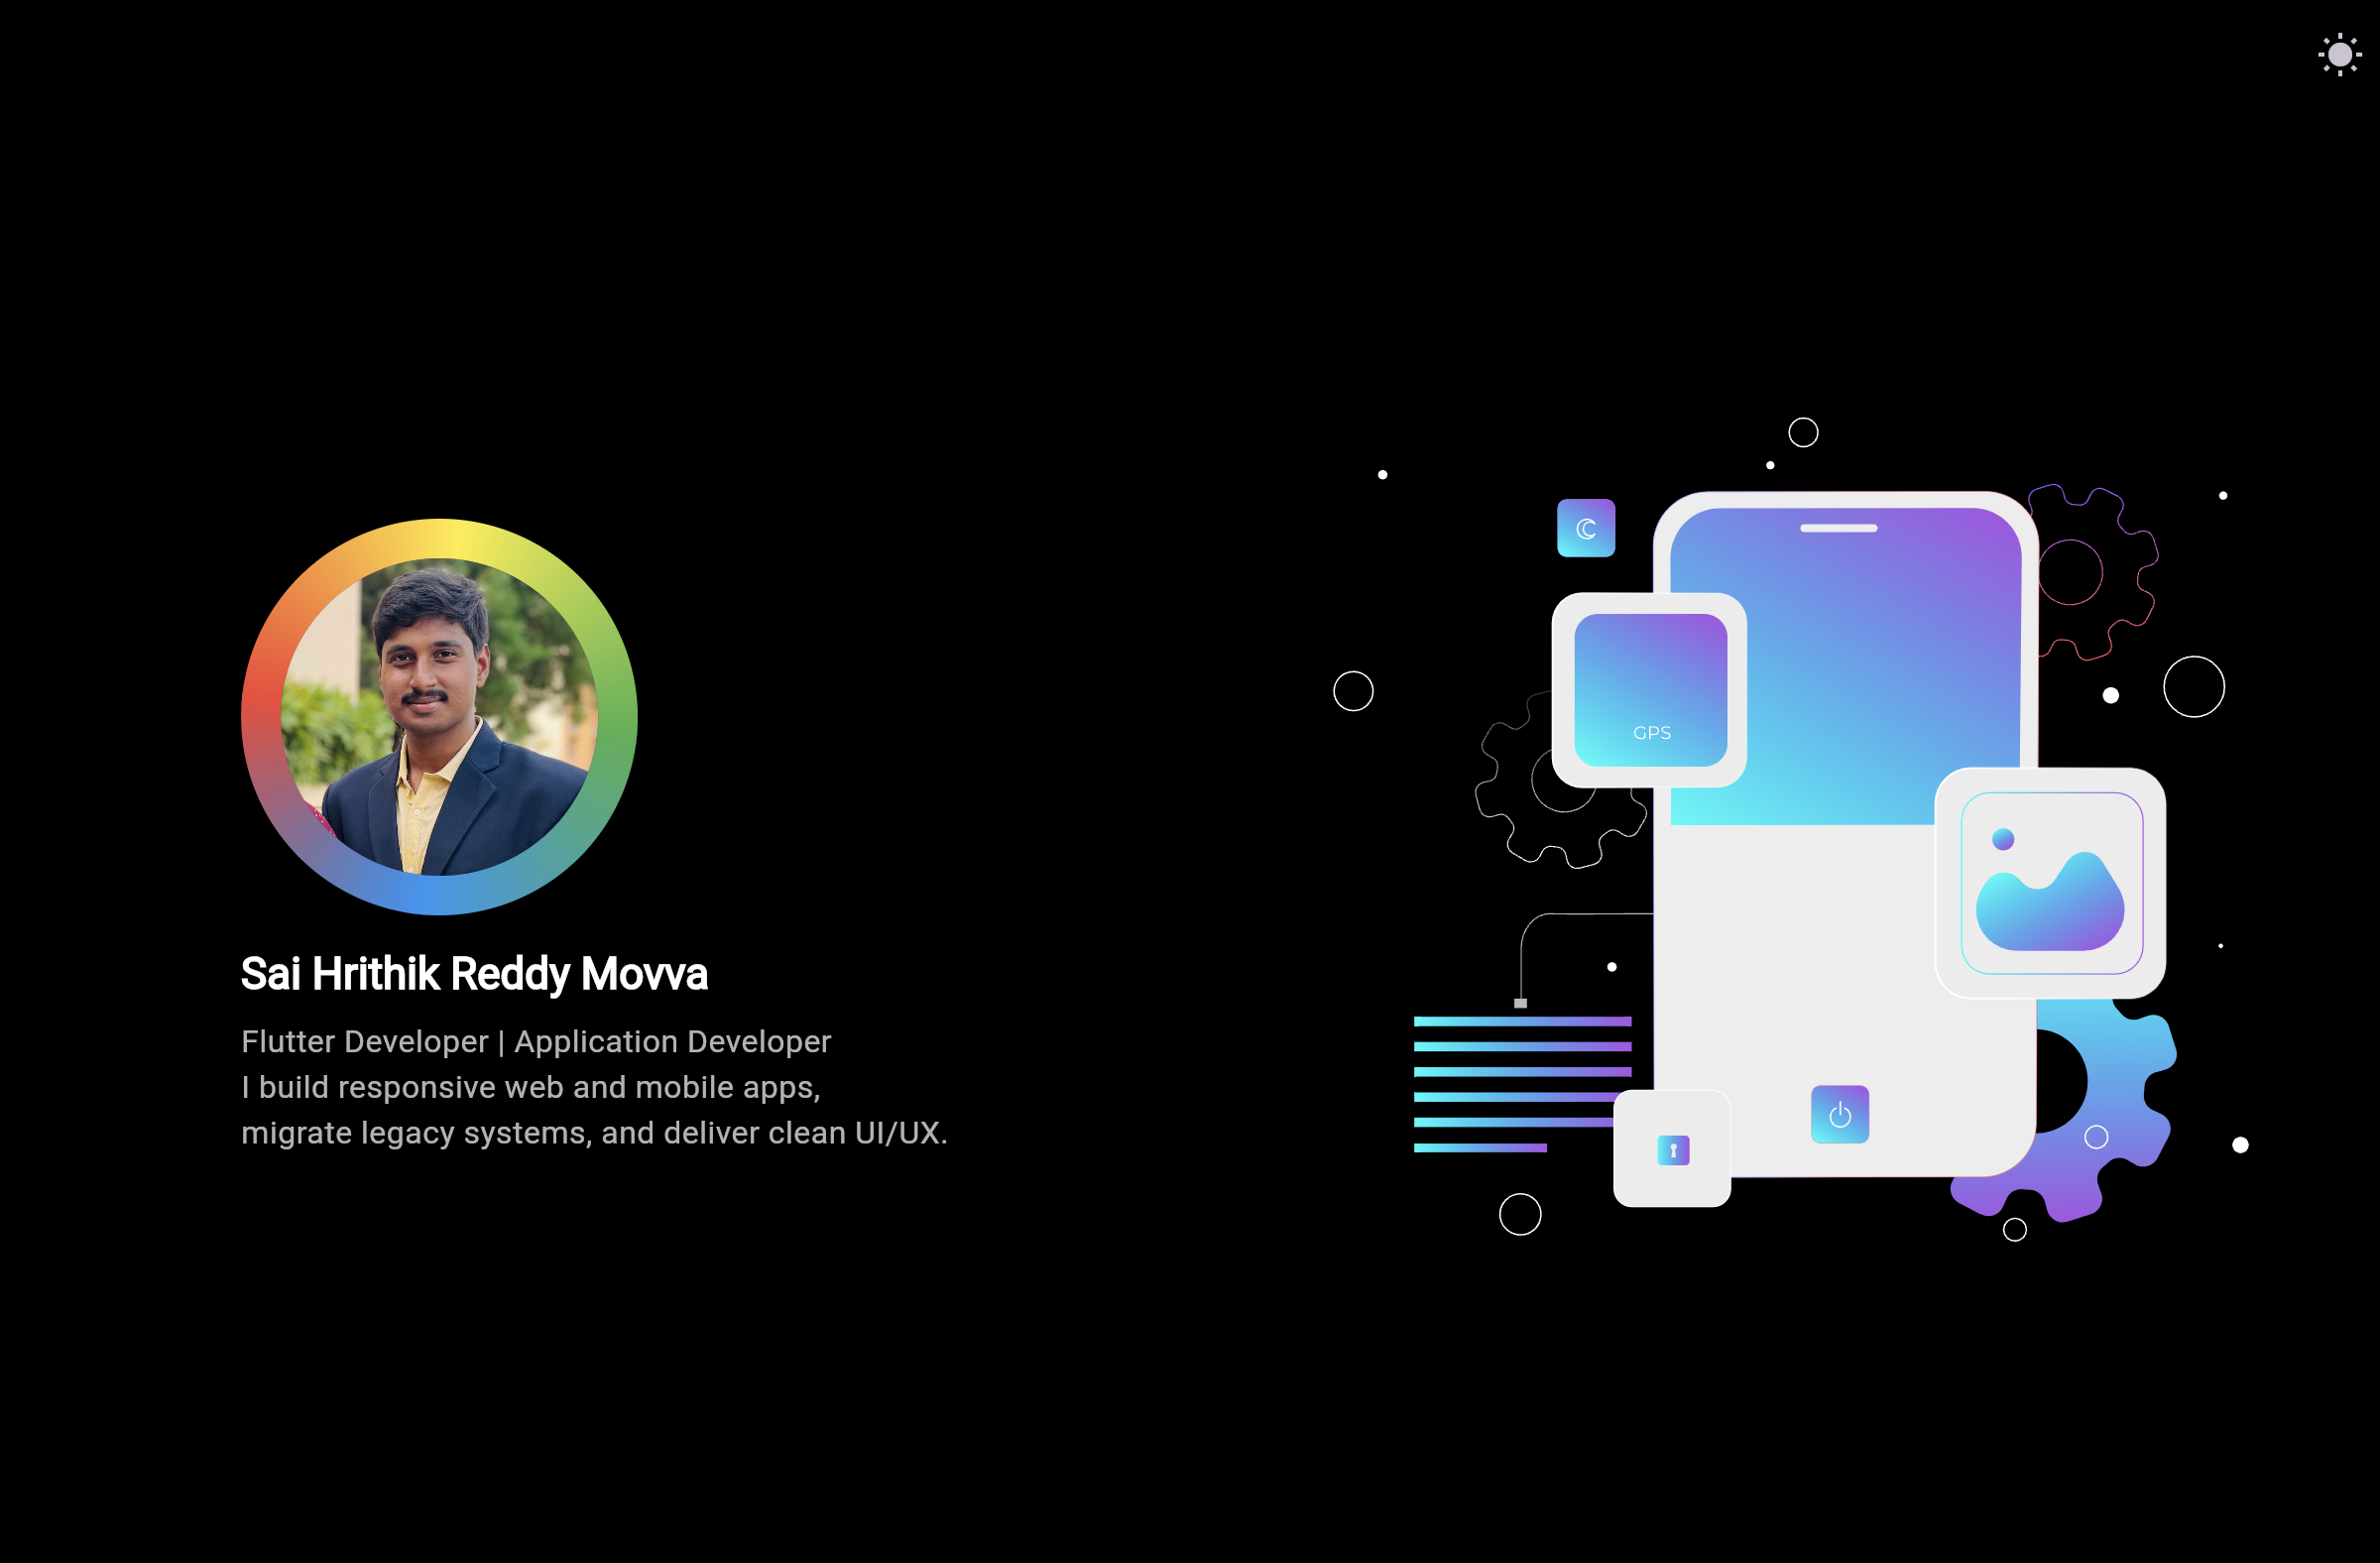 Sai Hrithik Reddy Movva
Flutter Developer | Application Developer
I build responsive web and mobile apps,
migrate legacy systems, and deliver clean UI/UX.
GPS